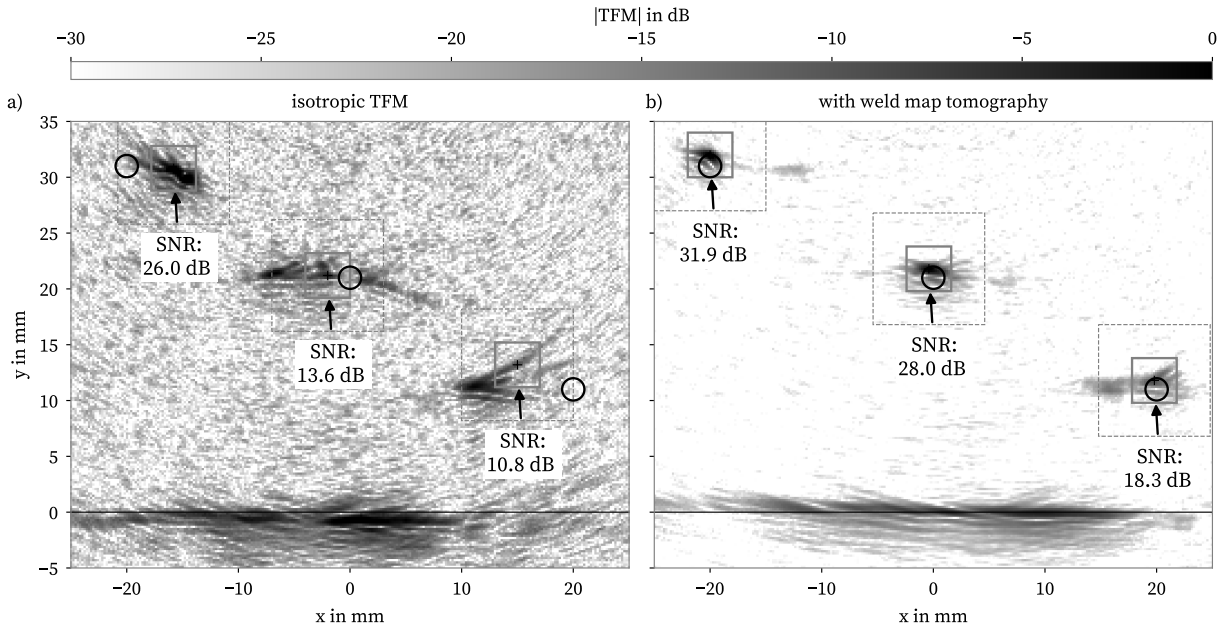 |TFM| in dB
−30 −25 −20 −15 −10 −5 0
a) isotropic TFM
35
30
25
20
15
10
5
0
−5
y in mm
SNR:
26.0 dB
SNR:
13.6 dB
SNR:
10.8 dB
−20 −10 0 10 20
x in mm
b) with weld map tomography
SNR:
31.9 dB
SNR:
28.0 dB
SNR:
18.3 dB
−20 −10 0 10 20
x in mm